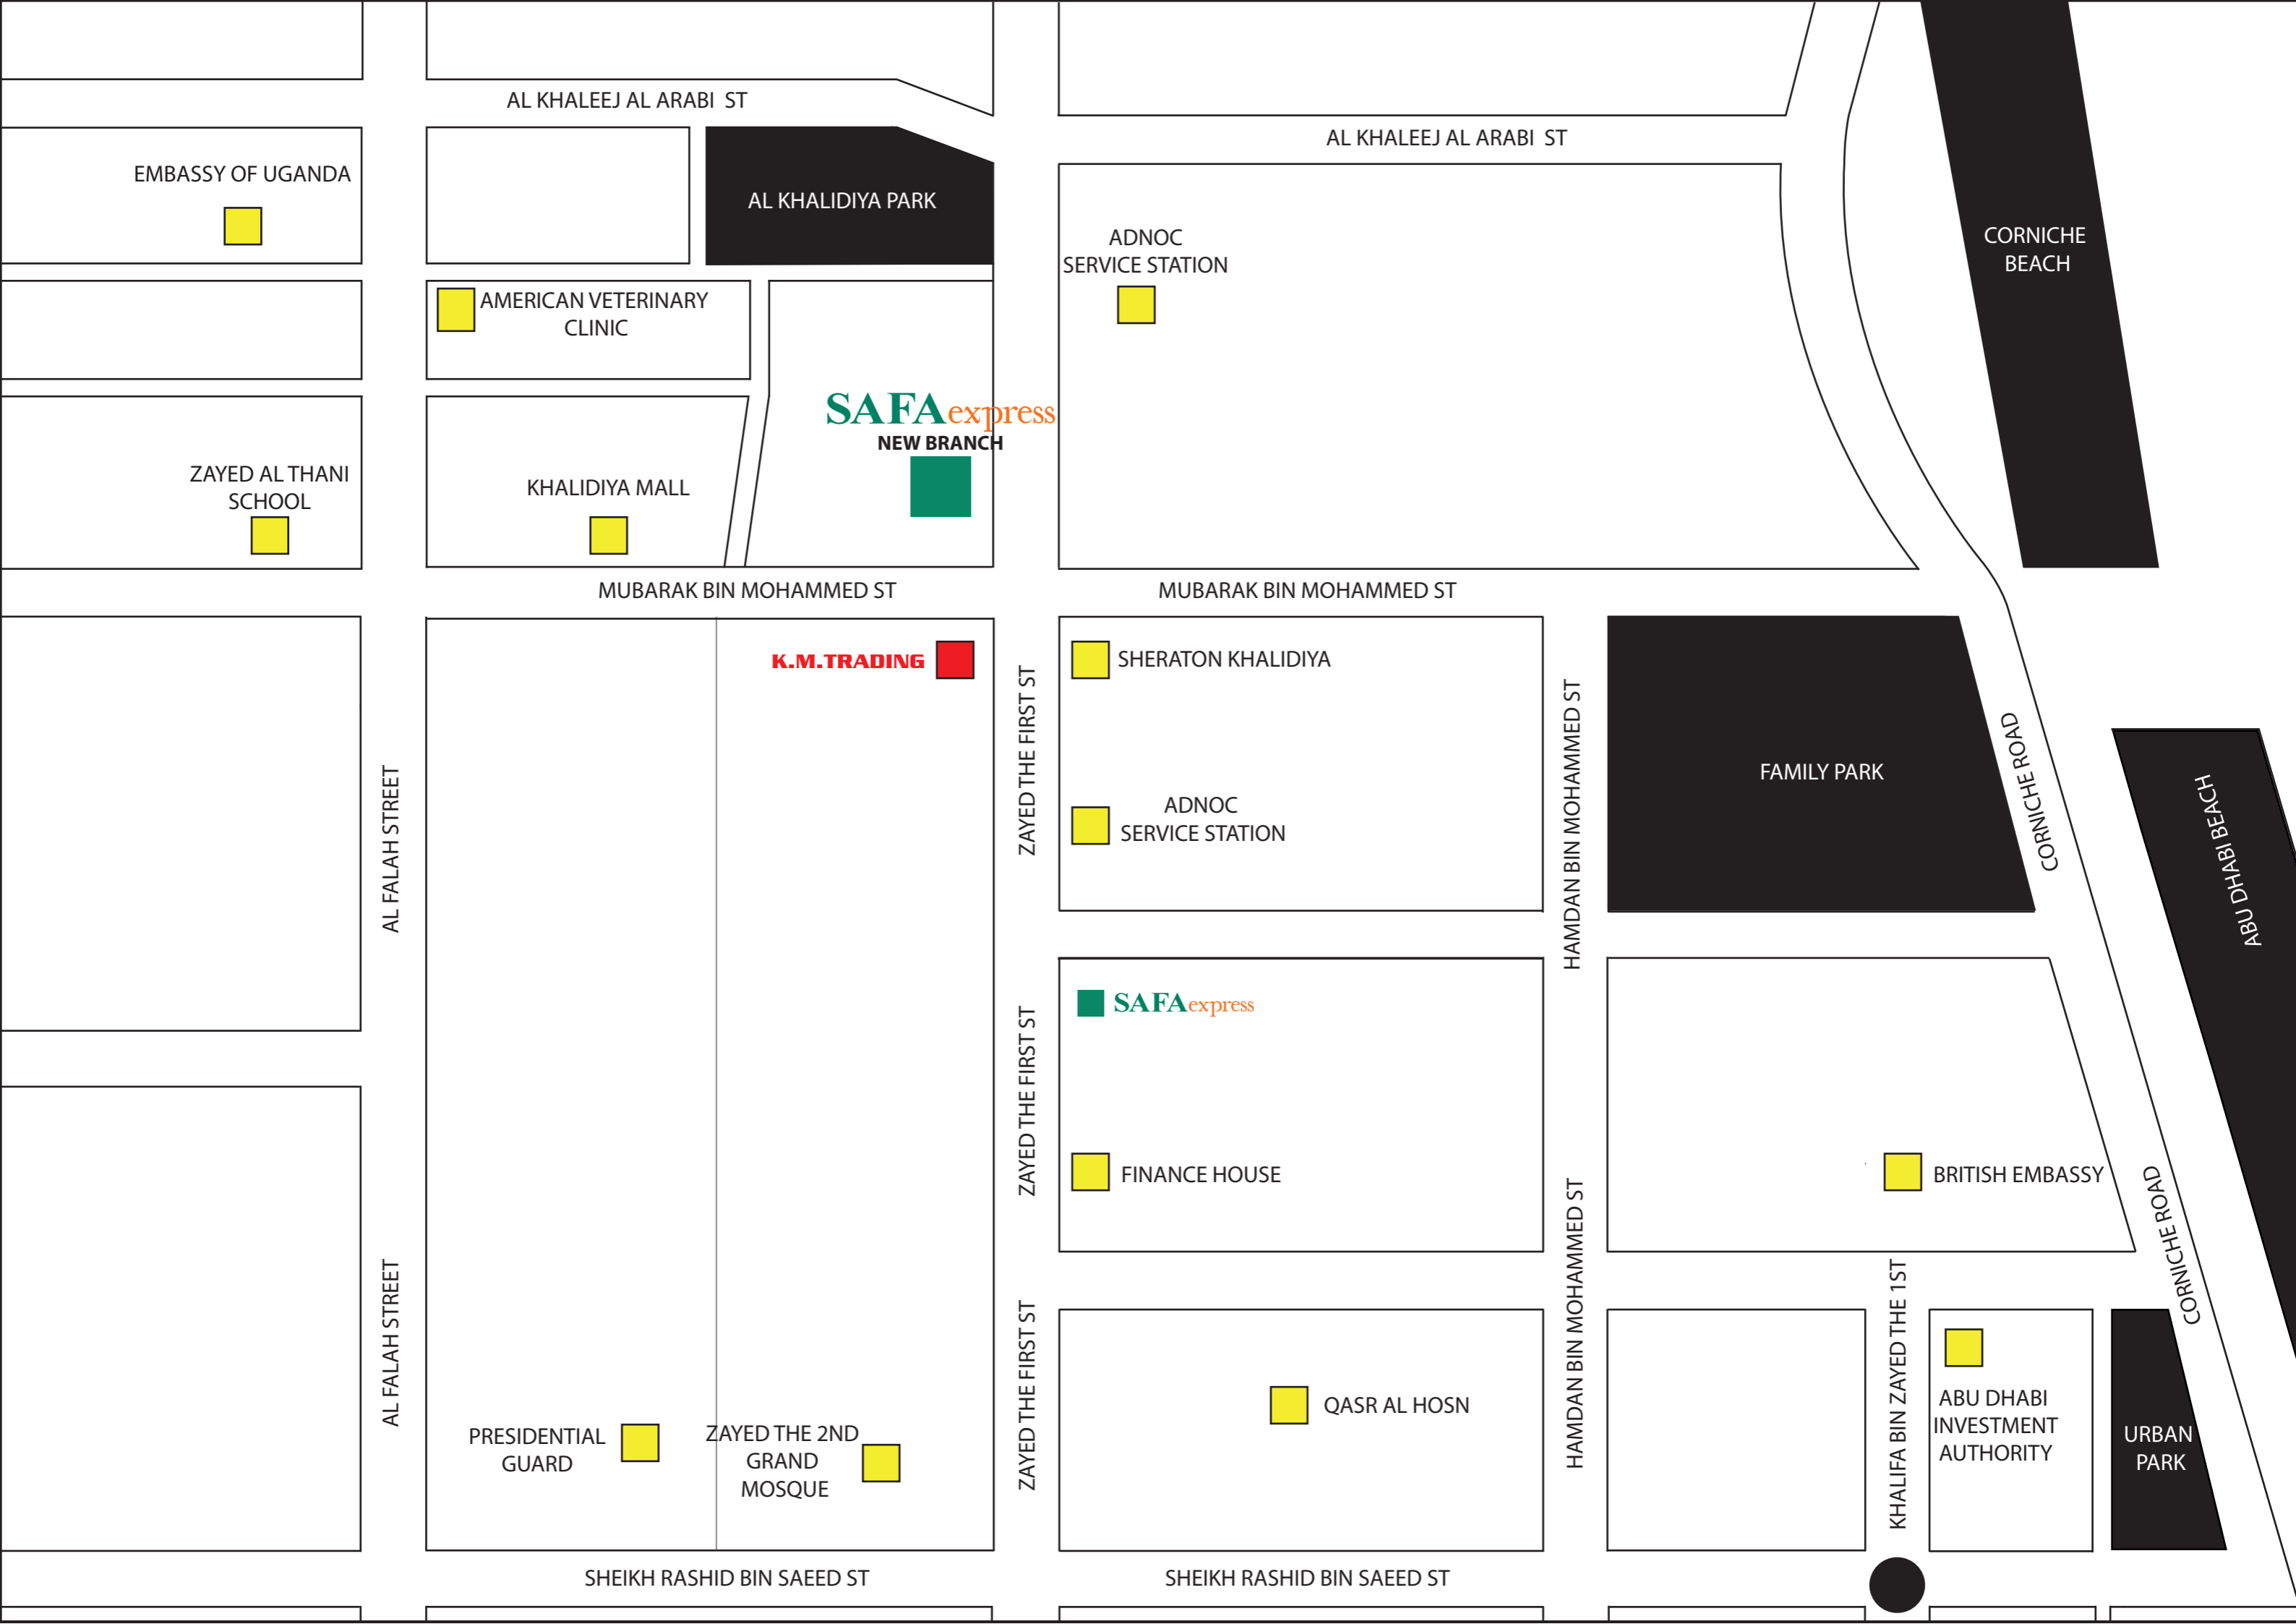 AL KHALEEJ AL ARABI ST
AL KHALEEJ AL ARABI ST
EMBASSY OF UGANDA
AL KHALIDIYA PARK
ADNOC
SERVICE STATION
CORNICHE
BEACH
AMERICAN VETERINARY
CLINIC
SAFAexpress
NEW BRANCH
ZAYED AL THANI
SCHOOL
KHALIDIYA MALL
MUBARAK BIN MOHAMMED ST
MUBARAK BIN MOHAMMED ST
K.M.TRADING
SHERATON KHALIDIYA
ZAYED THE FIRST ST
HAMDAN BIN MOHAMMED ST
FAMILY PARK
CORNICHE ROAD
ABU DHABI BEACH
AL FALAH STREET
ADNOC
SERVICE STATION
SAFAexpress
ZAYED THE FIRST ST
FINANCE HOUSE
BRITISH EMBASSY
CORNICHE ROAD
HAMDAN BIN MOHAMMED ST
KHALIFA BIN ZAYED THE 1ST
AL FALAH STREET
ZAYED THE FIRST ST
PRESIDENTIAL
GUARD
ZAYED THE 2ND
GRAND
MOSQUE
QASR AL HOSN
ABU DHABI
INVESTMENT
AUTHORITY
URBAN
PARK
SHEIKH RASHID BIN SAEED ST
SHEIKH RASHID BIN SAEED ST